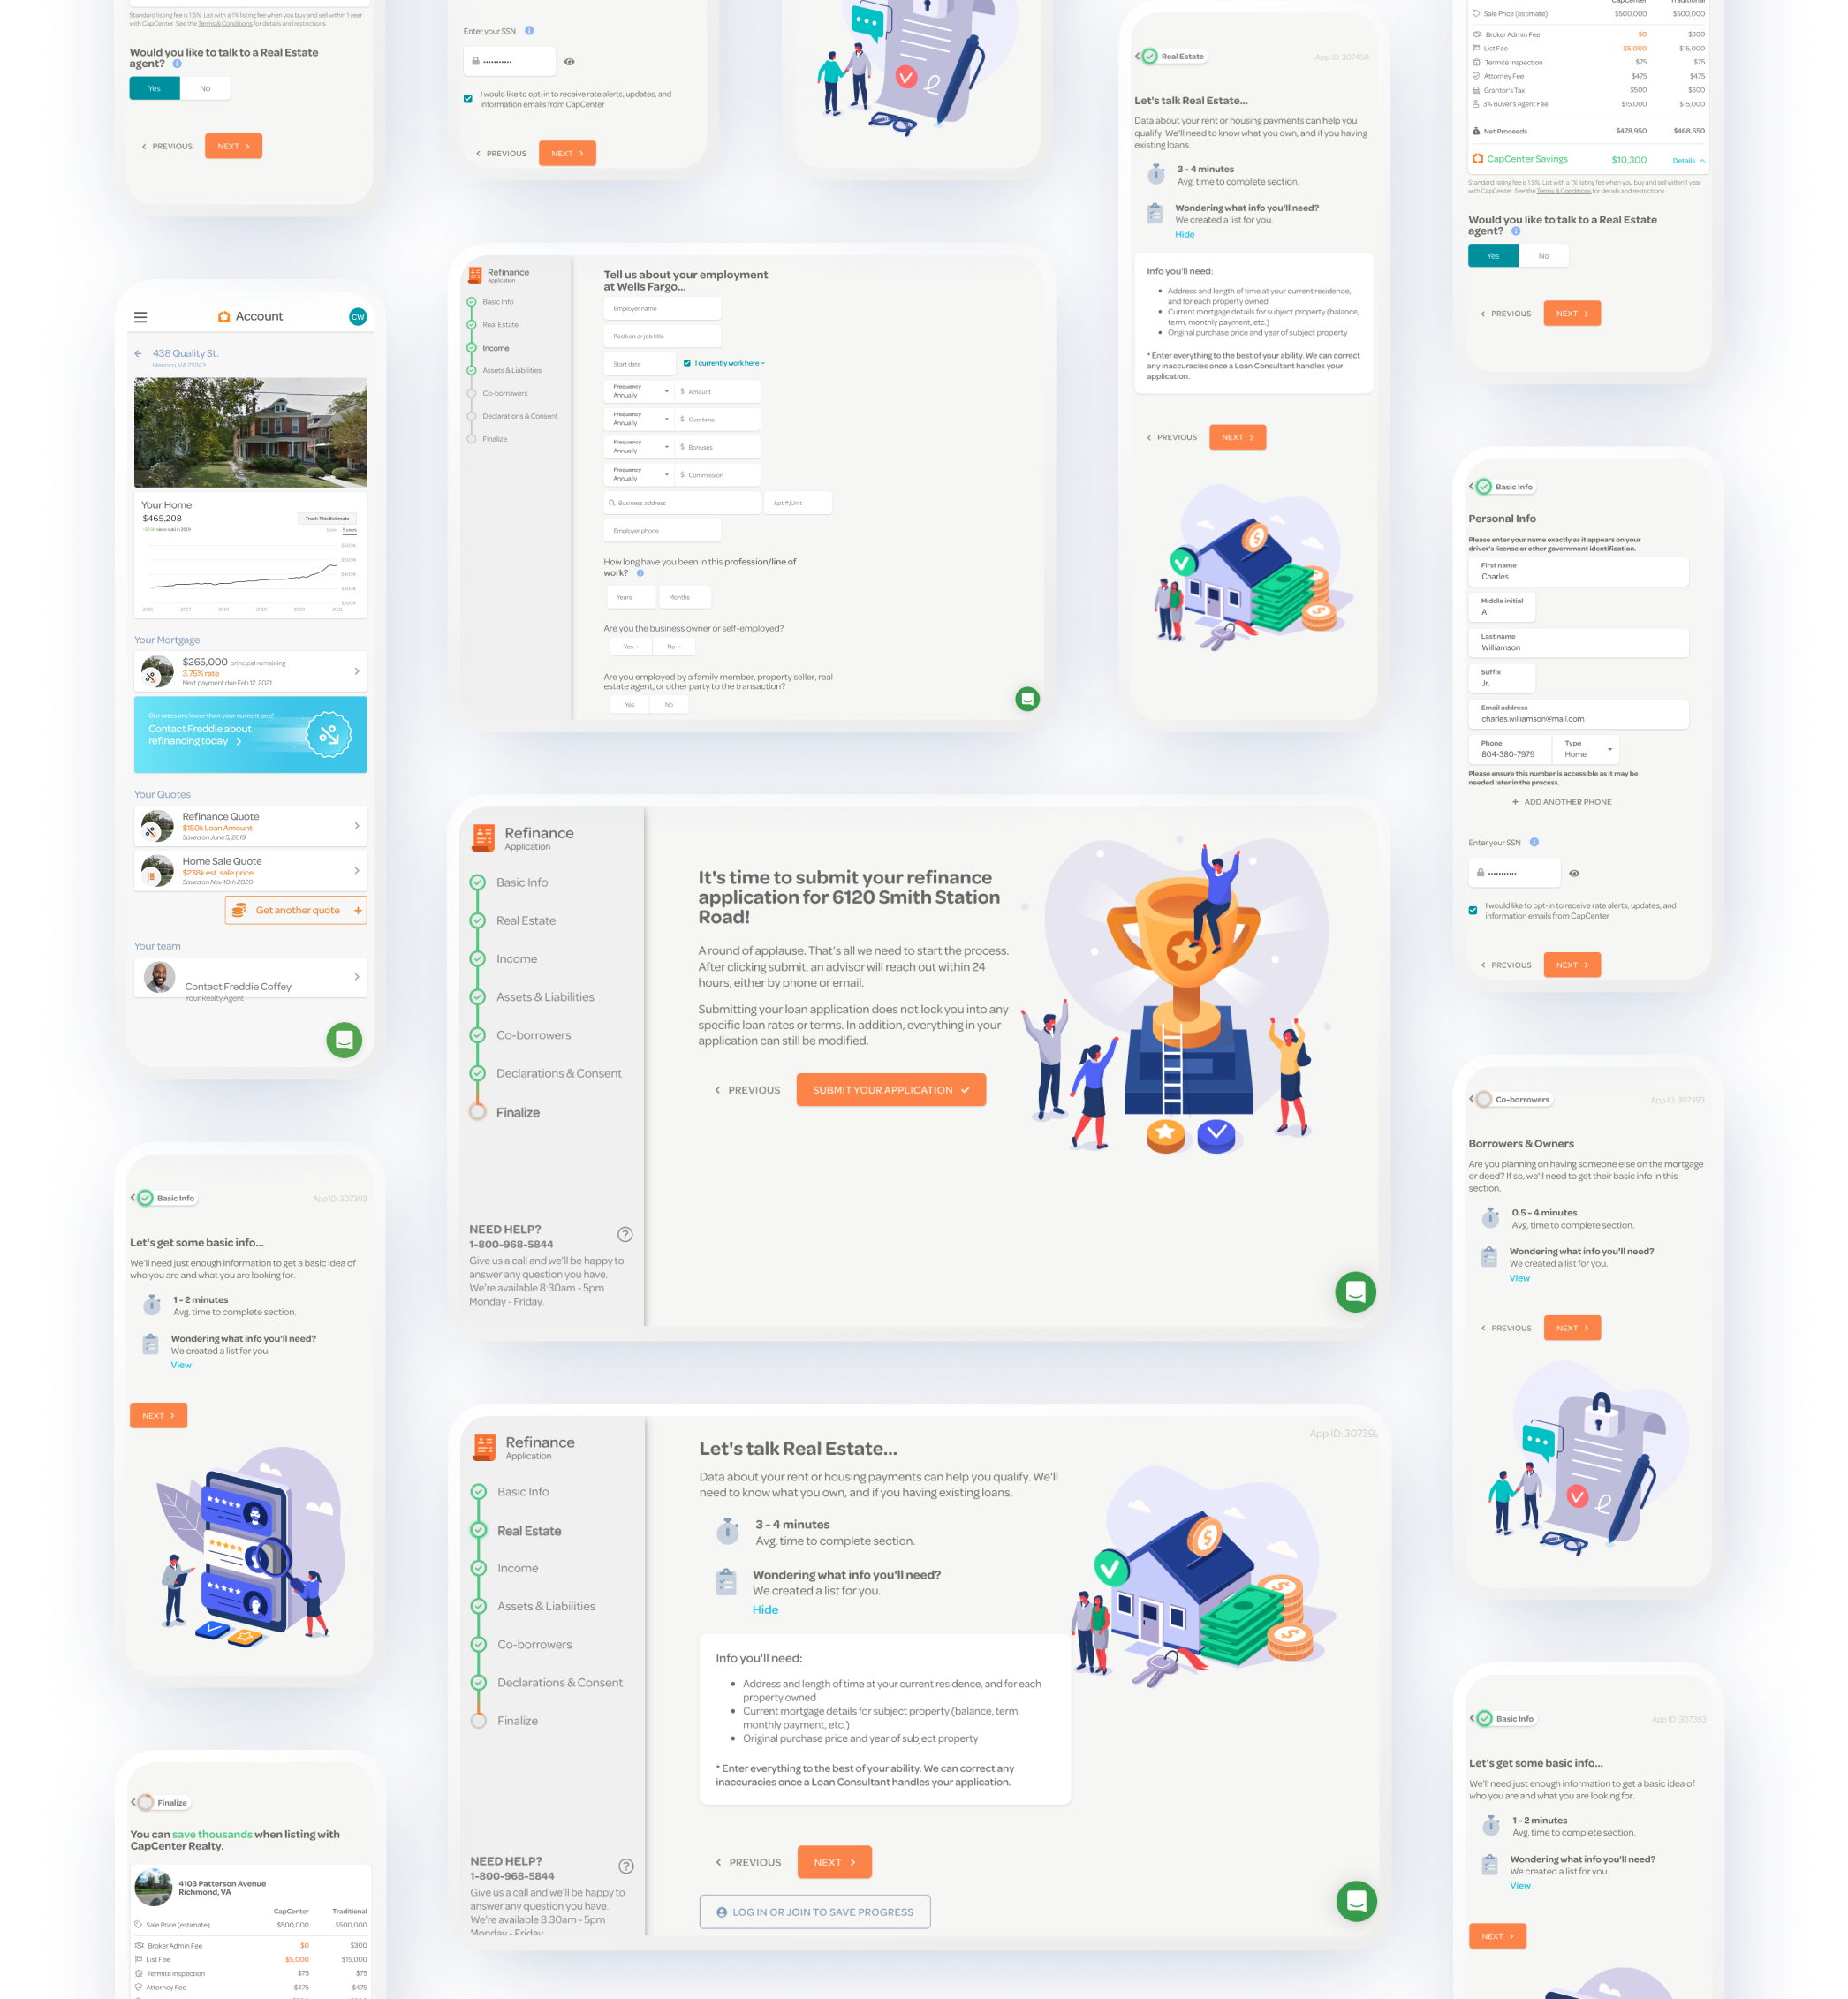 Standard listing fee is 1.5%. List with a 1% listing fee when you buy and sell within 1 year
with CapCenter. See the Terms & Conditions for details and restrictions.
Would you like to talk to a Real Estate
agent?
Yes
No
PREVIOUS
NEXT
Account
CW
438 Quality St.
Henrico, VA 23243
Your Home
$465,208
Track This Estimate
5 years
$600K
$500K
$400K
$300K
$200K
2016
2017
2018
2019
2020
2021
Your Mortgage
$265,000 principal remaining
3.75% rate
Next payment due Feb 12, 2021
Our rates are lower than your current one!
Contact Freddie about
refinancing today
Your Quotes
Refinance Quote
$150k Loan Amount
Saved on June 5, 2019
Home Sale Quote
$238k est. sale price
Saved on Nov 10th 2020
Get another quote +
Your team
Contact Freddie Coffey
Your Realty Agent
Basic Info
App ID: 307393
Let's get some basic info...
We'll need just enough information to get a basic idea of
who you are and what you are looking for.
1 - 2 minutes
Avg. time to complete section.
Wondering what info you'll need?
We created a list for you.
View
NEXT
Finalize
You can save thousands when listing with
CapCenter Realty.
4103 Patterson Avenue
Richmond, VA
CapCenter
Traditional
Sale Price (estimate)
$500,000
$500,000
Broker Admin Fee
$0
$300
List Fee
$5,000
$15,000
Termite Inspection
$75
$75
Attorney Fee
$475
$475
Enter your SSN
I would like to opt-in to receive rate alerts, updates, and
information emails from CapCenter
PREVIOUS
NEXT
Refinance
Application
Basic Info
Real Estate
Income
Assets & Liabilities
Co-borrowers
Declarations & Consent
Finalize
Tell us about your employment
at Wells Fargo...
Employer name
Position or job title
Start date
I currently work here
Frequency
Annually
$ Amount
Frequency
Annually
$ Overtime
Frequency
Annually
$ Bonuses
Frequency
Annually
$ Commission
Business address
Apt #/Unit
Employer phone
How long have you been in this profession/line of
work?
Years
Months
Are you the business owner or self-employed?
Yes
No
Are you employed by a family member, property seller, real
estate agent, or other party to the transaction?
Yes
No
Real Estate
App ID: 307450
Let's talk Real Estate...
Data about your rent or housing payments can help you
qualify. We'll need to know what you own, and if you having
existing loans.
3 - 4 minutes
Avg. time to complete section.
Wondering what info you'll need?
We created a list for you.
Hide
Info you'll need:
Address and length of time at your current residence,
and for each property owned
Current mortgage details for subject property (balance,
term, monthly payment, etc.)
Original purchase price and year of subject property
* Enter everything to the best of your ability. We can correct
any inaccuracies once a Loan Consultant handles your
application.
PREVIOUS
NEXT
Refinance
Application
Basic Info
Real Estate
Income
Assets & Liabilities
Co-borrowers
Declarations & Consent
Finalize
NEED HELP?
1-800-968-5844
Give us a call and we'll be happy to
answer any question you have.
We're available 8:30am - 5pm
Monday - Friday.
It's time to submit your refinance
application for 6120 Smith Station
Road!
A round of applause. That's all we need to start the process.
After clicking submit, an advisor will reach out within 24
hours, either by phone or email.
Submitting your loan application does not lock you into any
specific loan rates or terms. In addition, everything in your
application can still be modified.
PREVIOUS
SUBMIT YOUR APPLICATION
Refinance
Application
Basic Info
Real Estate
Income
Assets & Liabilities
Co-borrowers
Declarations & Consent
Finalize
NEED HELP?
1-800-968-5844
Give us a call and we'll be happy to
answer any question you have.
We're available 8:30am - 5pm
Monday - Friday
App ID: 307392
Let's talk Real Estate...
Data about your rent or housing payments can help you qualify. We'll
need to know what you own, and if you having existing loans.
3 - 4 minutes
Avg. time to complete section.
Wondering what info you'll need?
We created a list for you.
Hide
Info you'll need:
Address and length of time at your current residence, and for each
property owned
Current mortgage details for subject property (balance, term,
monthly payment, etc.)
Original purchase price and year of subject property
* Enter everything to the best of your ability. We can correct any
inaccuracies once a Loan Consultant handles your application.
PREVIOUS
NEXT
LOG IN OR JOIN TO SAVE PROGRESS
CapCenter
Traditional
Sale Price (estimate)
$500,000
$500,000
Broker Admin Fee
$0
$300
List Fee
$5,000
$15,000
Termite Inspection
$75
$75
Attorney Fee
$475
$475
Grantor's Tax
$500
$500
3% Buyer's Agent Fee
$15,000
$15,000
Net Proceeds
$478,950
$468,650
CapCenter Savings
$10,300
Details
Standard listing fee is 1.5%. List with a 1% listing fee when you buy and sell within 1 year
with CapCenter. See the Terms & Conditions for details and restrictions.
Would you like to talk to a Real Estate
agent?
Yes
No
PREVIOUS
NEXT
Basic Info
Personal Info
Please enter your name exactly as it appears on your
driver's license or other government identification.
First name
Charles
Middle initial
A
Last name
Williamson
Suffix
Jr.
Email address
charles.williamson@mail.com
Phone
804-380-7979
Type
Home
Please ensure this number is accessible as it may be
needed later in the process.
+ ADD ANOTHER PHONE
Enter your SSN
I would like to opt-in to receive rate alerts, updates, and
information emails from CapCenter
PREVIOUS
NEXT
Co-borrowers
App ID: 307393
Borrowers & Owners
Are you planning on having someone else on the mortgage
or deed? If so, we'll need to get their basic info in this
section.
0.5 - 4 minutes
Avg. time to complete section.
Wondering what info you'll need?
We created a list for you.
View
PREVIOUS
NEXT
Basic Info
App ID: 307393
Let's get some basic info...
We'll need just enough information to get a basic idea of
who you are and what you are looking for.
1 - 2 minutes
Avg. time to complete section.
Wondering what info you'll need?
We created a list for you.
View
NEXT